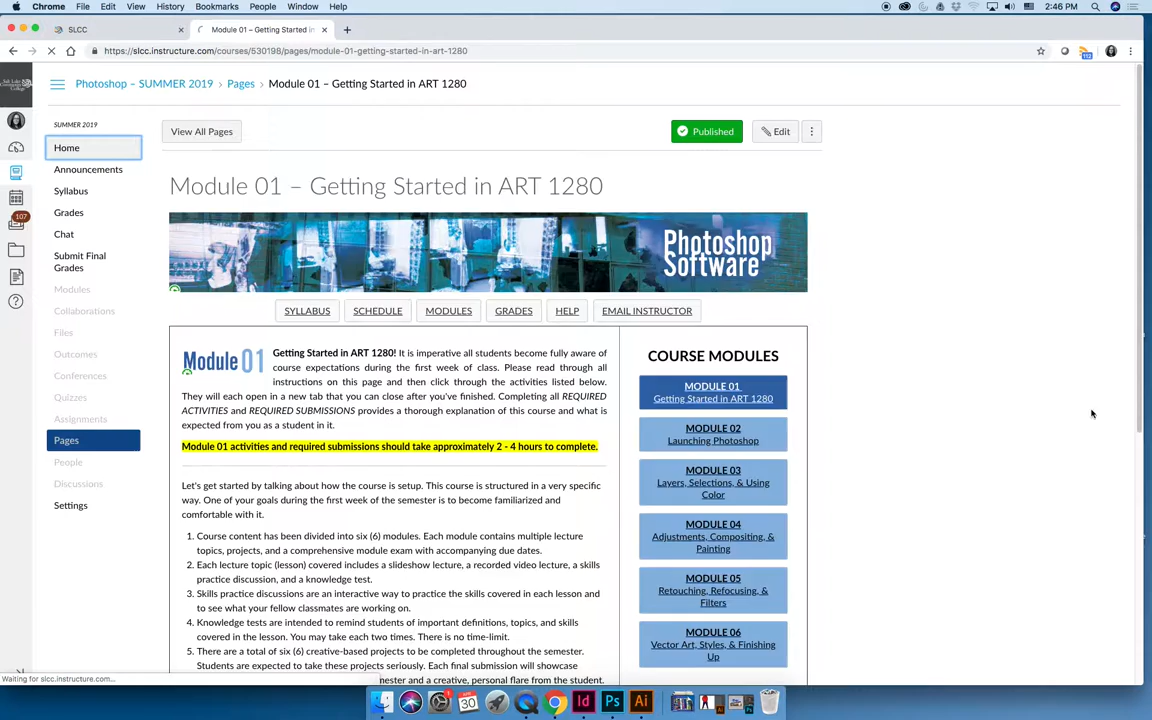 Chrome File Edit View History Bookmarks People Window Help 2:46 PM
SLCC Module 01 – Getting Started in
https://slcc.instructure.com/courses/530198/pages/module-01-getting-started-in-art-1280
112
Photoshop – SUMMER 2019 › Pages › Module 01 – Getting Started in ART 1280
SUMMER 2019
Home
Announcements
Syllabus
Grades
107
Chat
Submit Final
Grades
Modules
Collaborations
Files
Outcomes
Conferences
Quizzes
Assignments
Pages
People
Discussions
Settings
View All Pages Published Edit
Module 01 – Getting Started in ART 1280
Photoshop
Software
SYLLABUS SCHEDULE MODULES GRADES HELP EMAIL INSTRUCTOR
Module 01
Getting Started in ART 1280! It is imperative all students become fully aware of
course expectations during the first week of class. Please read through all
instructions on this page and then click through the activities listed below.
They will each open in a new tab that you can close after you've finished. Completing all REQUIRED
ACTIVITIES and REQUIRED SUBMISSIONS provides a thorough explanation of this course and what is
expected from you as a student in it.
Module 01 activities and required submissions should take approximately 2 - 4 hours to complete.
Let's get started by talking about how the course is setup. This course is structured in a very specific
way. One of your goals during the first week of the semester is to become familiarized and
comfortable with it.
1. Course content has been divided into six (6) modules. Each module contains multiple lecture
topics, projects, and a comprehensive module exam with accompanying due dates.
2. Each lecture topic (lesson) covered includes a slideshow lecture, a recorded video lecture, a skills
practice discussion, and a knowledge test.
3. Skills practice discussions are an interactive way to practice the skills covered in each lesson and
to see what your fellow classmates are working on.
4. Knowledge tests are intended to remind students of important definitions, topics, and skills
covered in the lesson. You may take each two times. There is no time-limit.
5. There are a total of six (6) creative-based projects to be completed throughout the semester.
Students are expected to take these projects seriously. Each final submission will showcase
mester and a creative, personal flare from the student.
COURSE MODULES
MODULE 01
Getting Started in ART 1280
MODULE 02
Launching Photoshop
MODULE 03
Layers, Selections, & Using
Color
MODULE 04
Adjustments, Compositing, &
Painting
MODULE 05
Retouching, Refocusing, &
Filters
MODULE 06
Vector Art, Styles, & Finishing
Up
Waiting for slcc.instructure.com...
30 Id Ps Ai